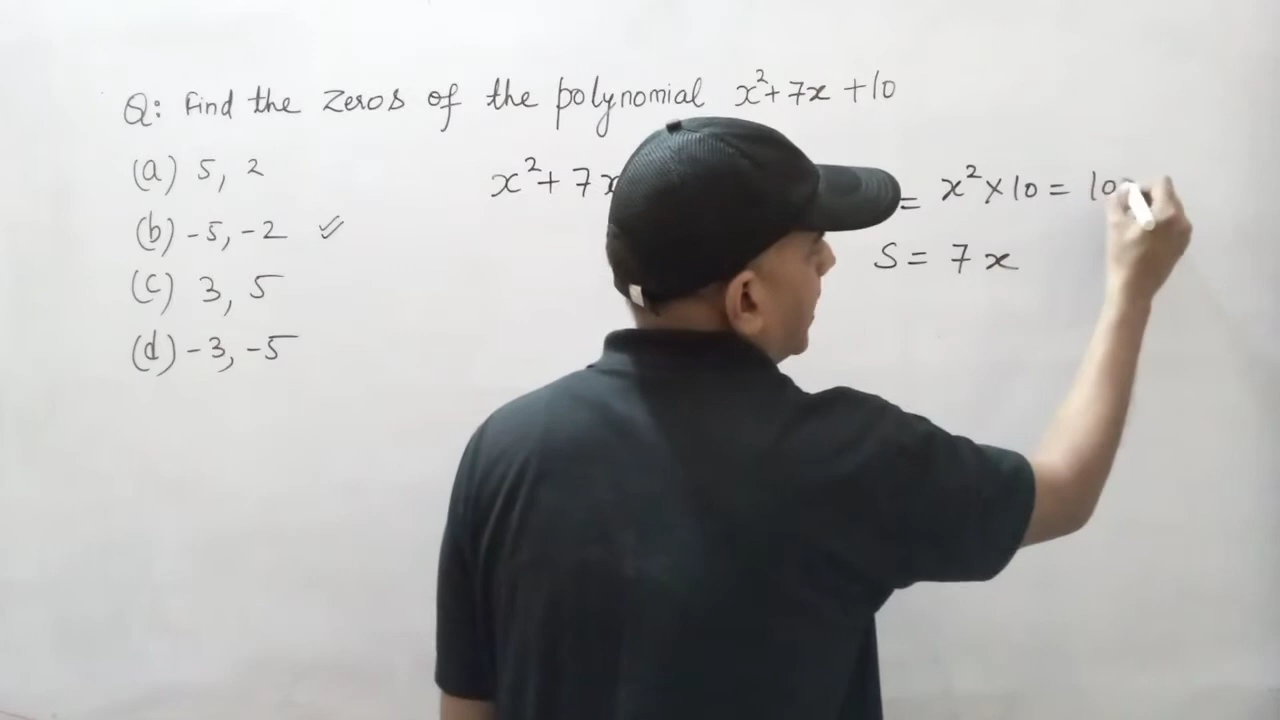 Q: Find the zeros of the polynomial x²+7x+10
(a) 5, 2
x²+7x
= x²×10 = 10
(b) -5, -2 ✓
S = 7x
(c) 3, 5
(d) -3, -5